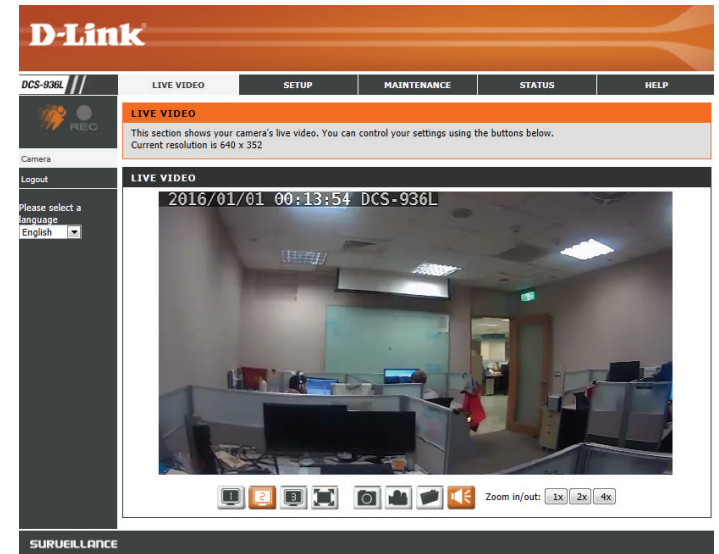 D-Link
DCS-936L
LIVE VIDEO SETUP MAINTENANCE STATUS HELP
REC
Camera
Logout
Please select a
language
English
LIVE VIDEO
This section shows your camera's live video. You can control your settings using the buttons below.
Current resolution is 640 x 352
LIVE VIDEO
2016/01/01 00:13:54 DCS-936L
1 2 3 Zoom in/out: 1x 2x 4x
SURVEILLANCE